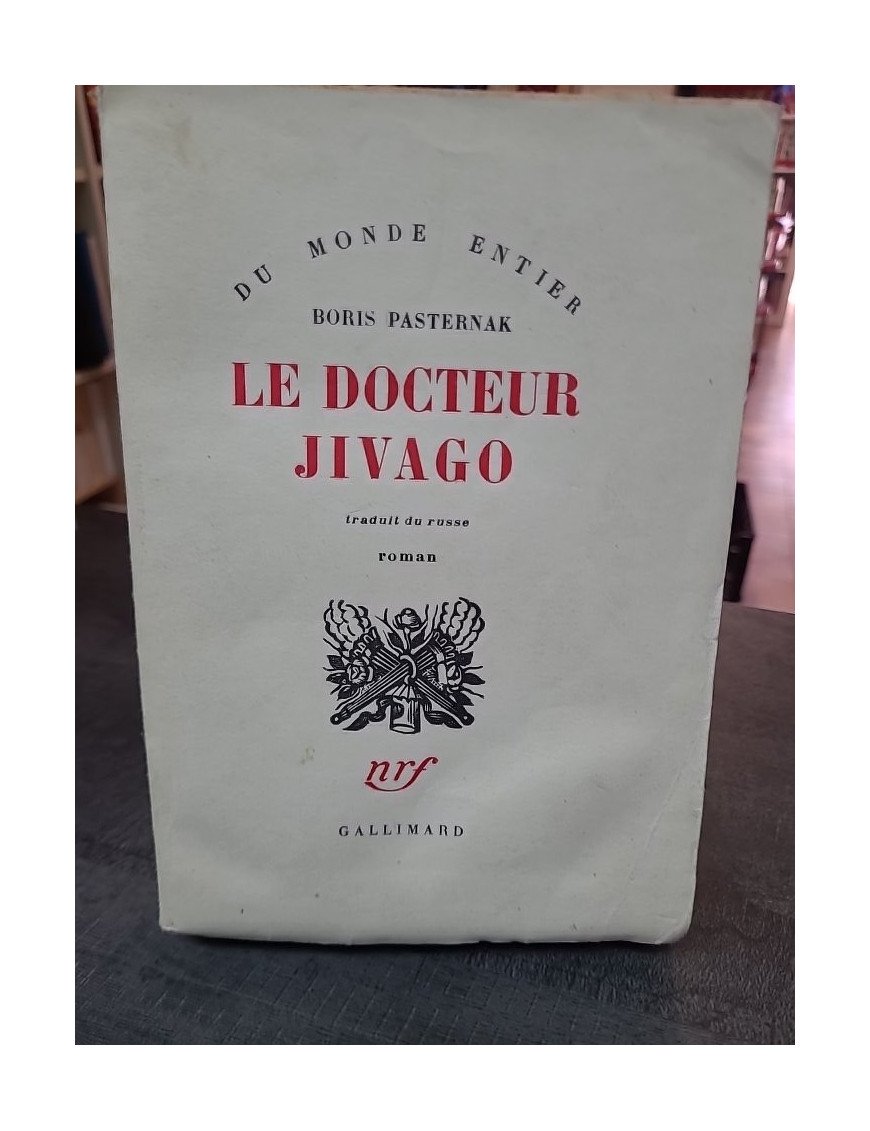 DU MONDE ENTIER
BORIS PASTERNAK
LE DOCTEUR
JIVAGO
traduit du russe
roman
nrf
GALLIMARD